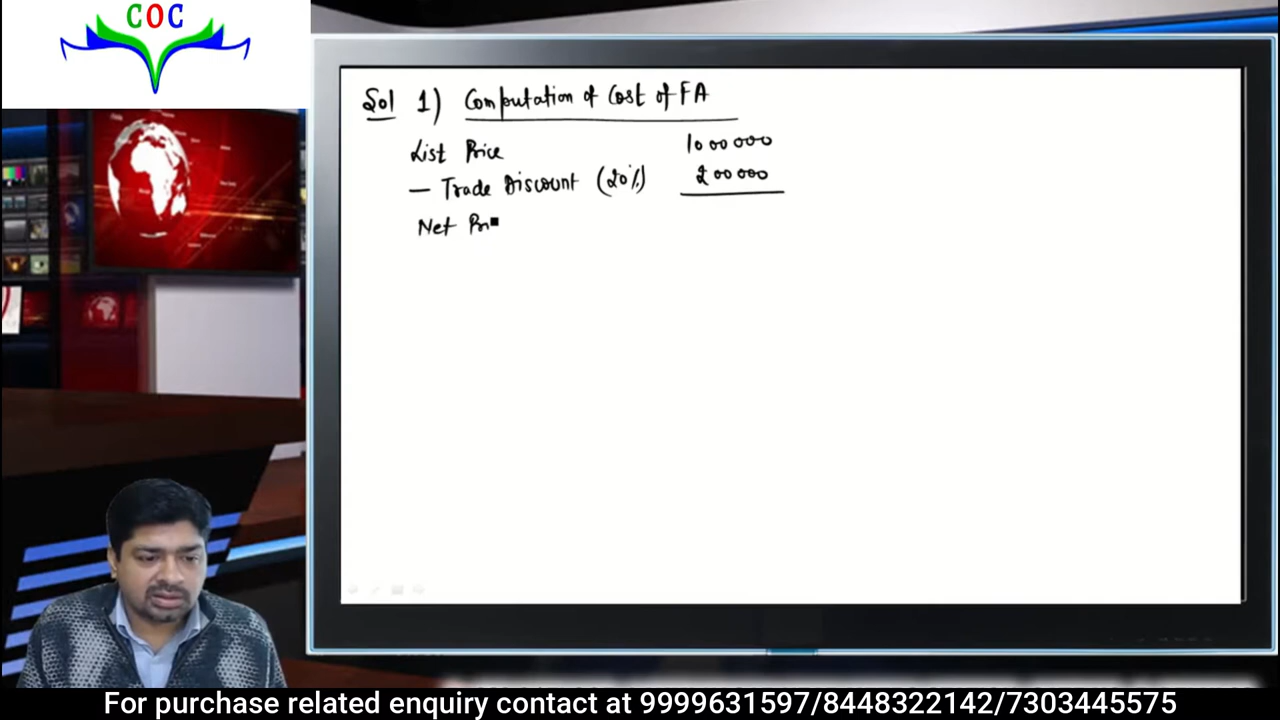 COC
Sol 1) Computation of Cost of FA
List Price 1000000
— Trade Discount (20%) 200000
Net Pri
For purchase related enquiry contact at 9999631597/8448322142/7303445575